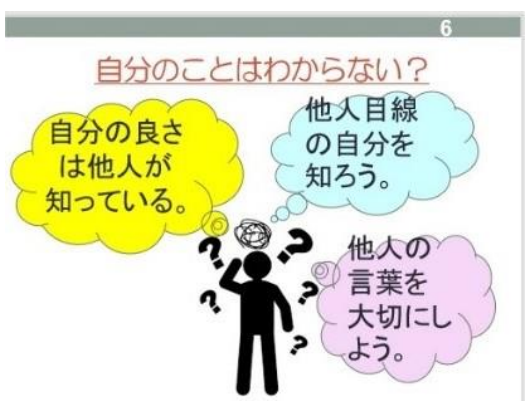 6
自分のことはわからない？
自分の良さ
は他人が
知っている。
他人目線
の自分を
知ろう。
他人の
言葉を
大切にし
よう。